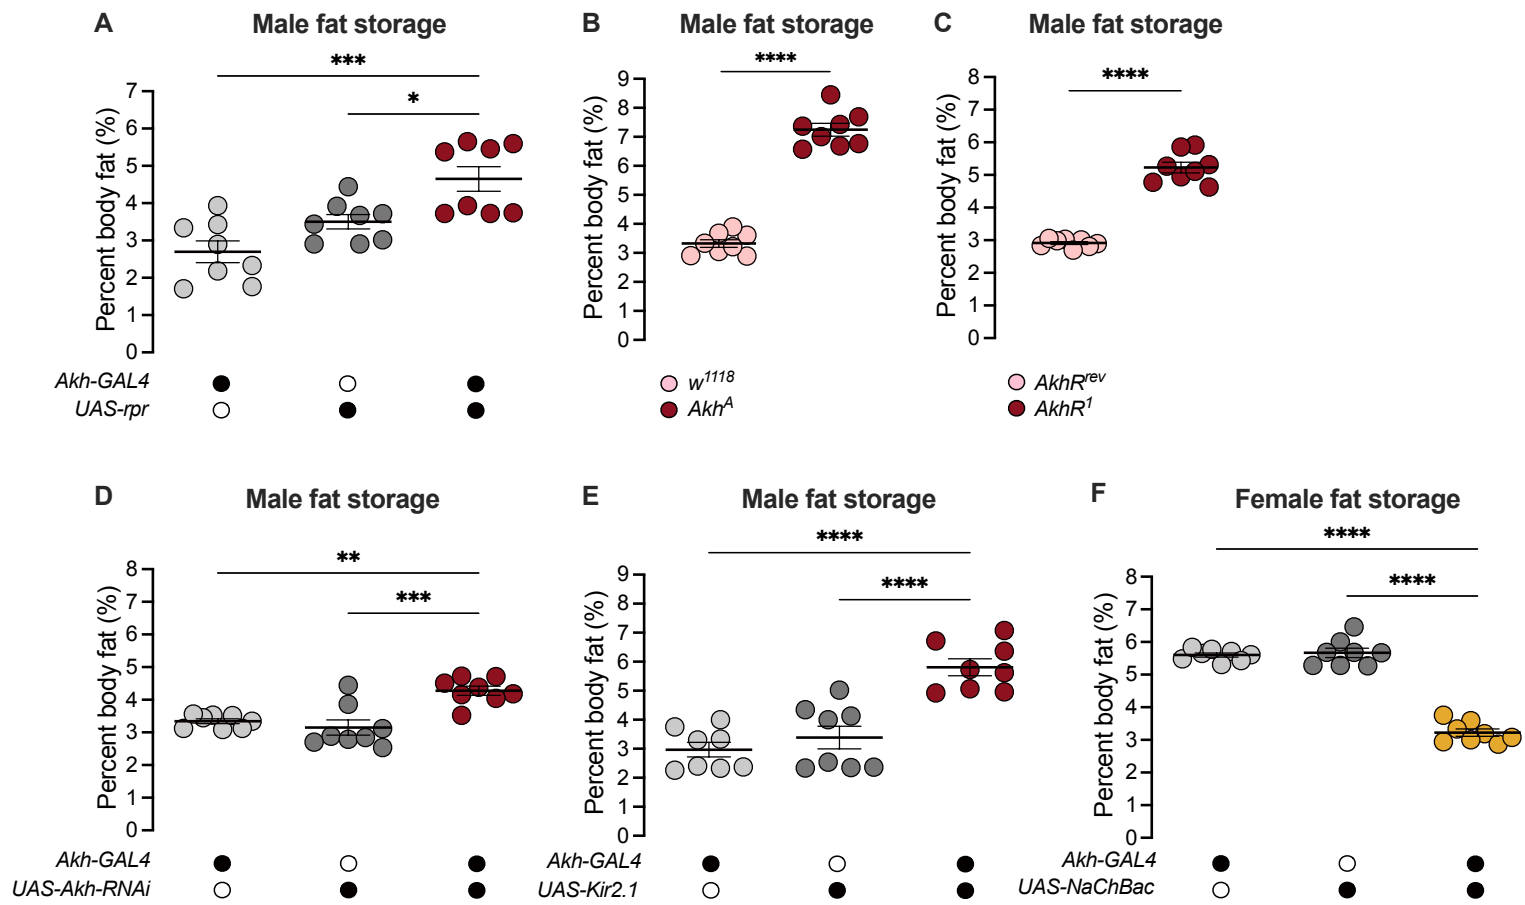 A
Male fat storage
***
*
Percent body fat (%)
7
6
5
4
3
2
1
0
Akh-GAL4
UAS-rpr
B
Male fat storage
****
Percent body fat (%)
9
8
7
6
5
4
3
2
1
0
w1118
AkhA
C
Male fat storage
****
Percent body fat (%)
8
7
6
5
4
3
2
1
0
AkhRrev
AkhR1
D
Male fat storage
**
***
Percent body fat (%)
8
7
6
5
4
3
2
1
0
Akh-GAL4
UAS-Akh-RNAi
E
Male fat storage
****
****
Percent body fat (%)
9
8
7
6
5
4
3
2
1
0
Akh-GAL4
UAS-Kir2.1
F
Female fat storage
****
****
Percent body fat (%)
8
7
6
5
4
3
2
1
0
Akh-GAL4
UAS-NaChBac